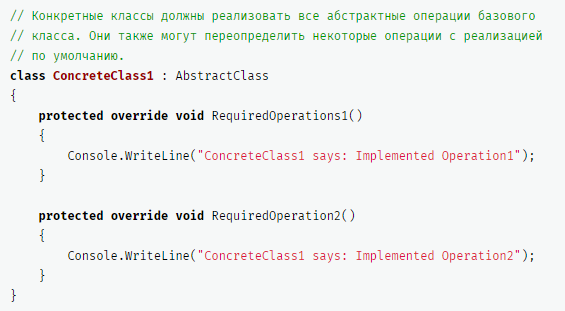 // Конкретные классы должны реализовать все абстрактные операции базового
// класса. Они также могут переопределить некоторые операции с реализацией
// по умолчанию.
class ConcreteClass1 : AbstractClass
{
    protected override void RequiredOperations1()
    {
        Console.WriteLine("ConcreteClass1 says: Implemented Operation1");
    }

    protected override void RequiredOperation2()
    {
        Console.WriteLine("ConcreteClass1 says: Implemented Operation2");
    }
}